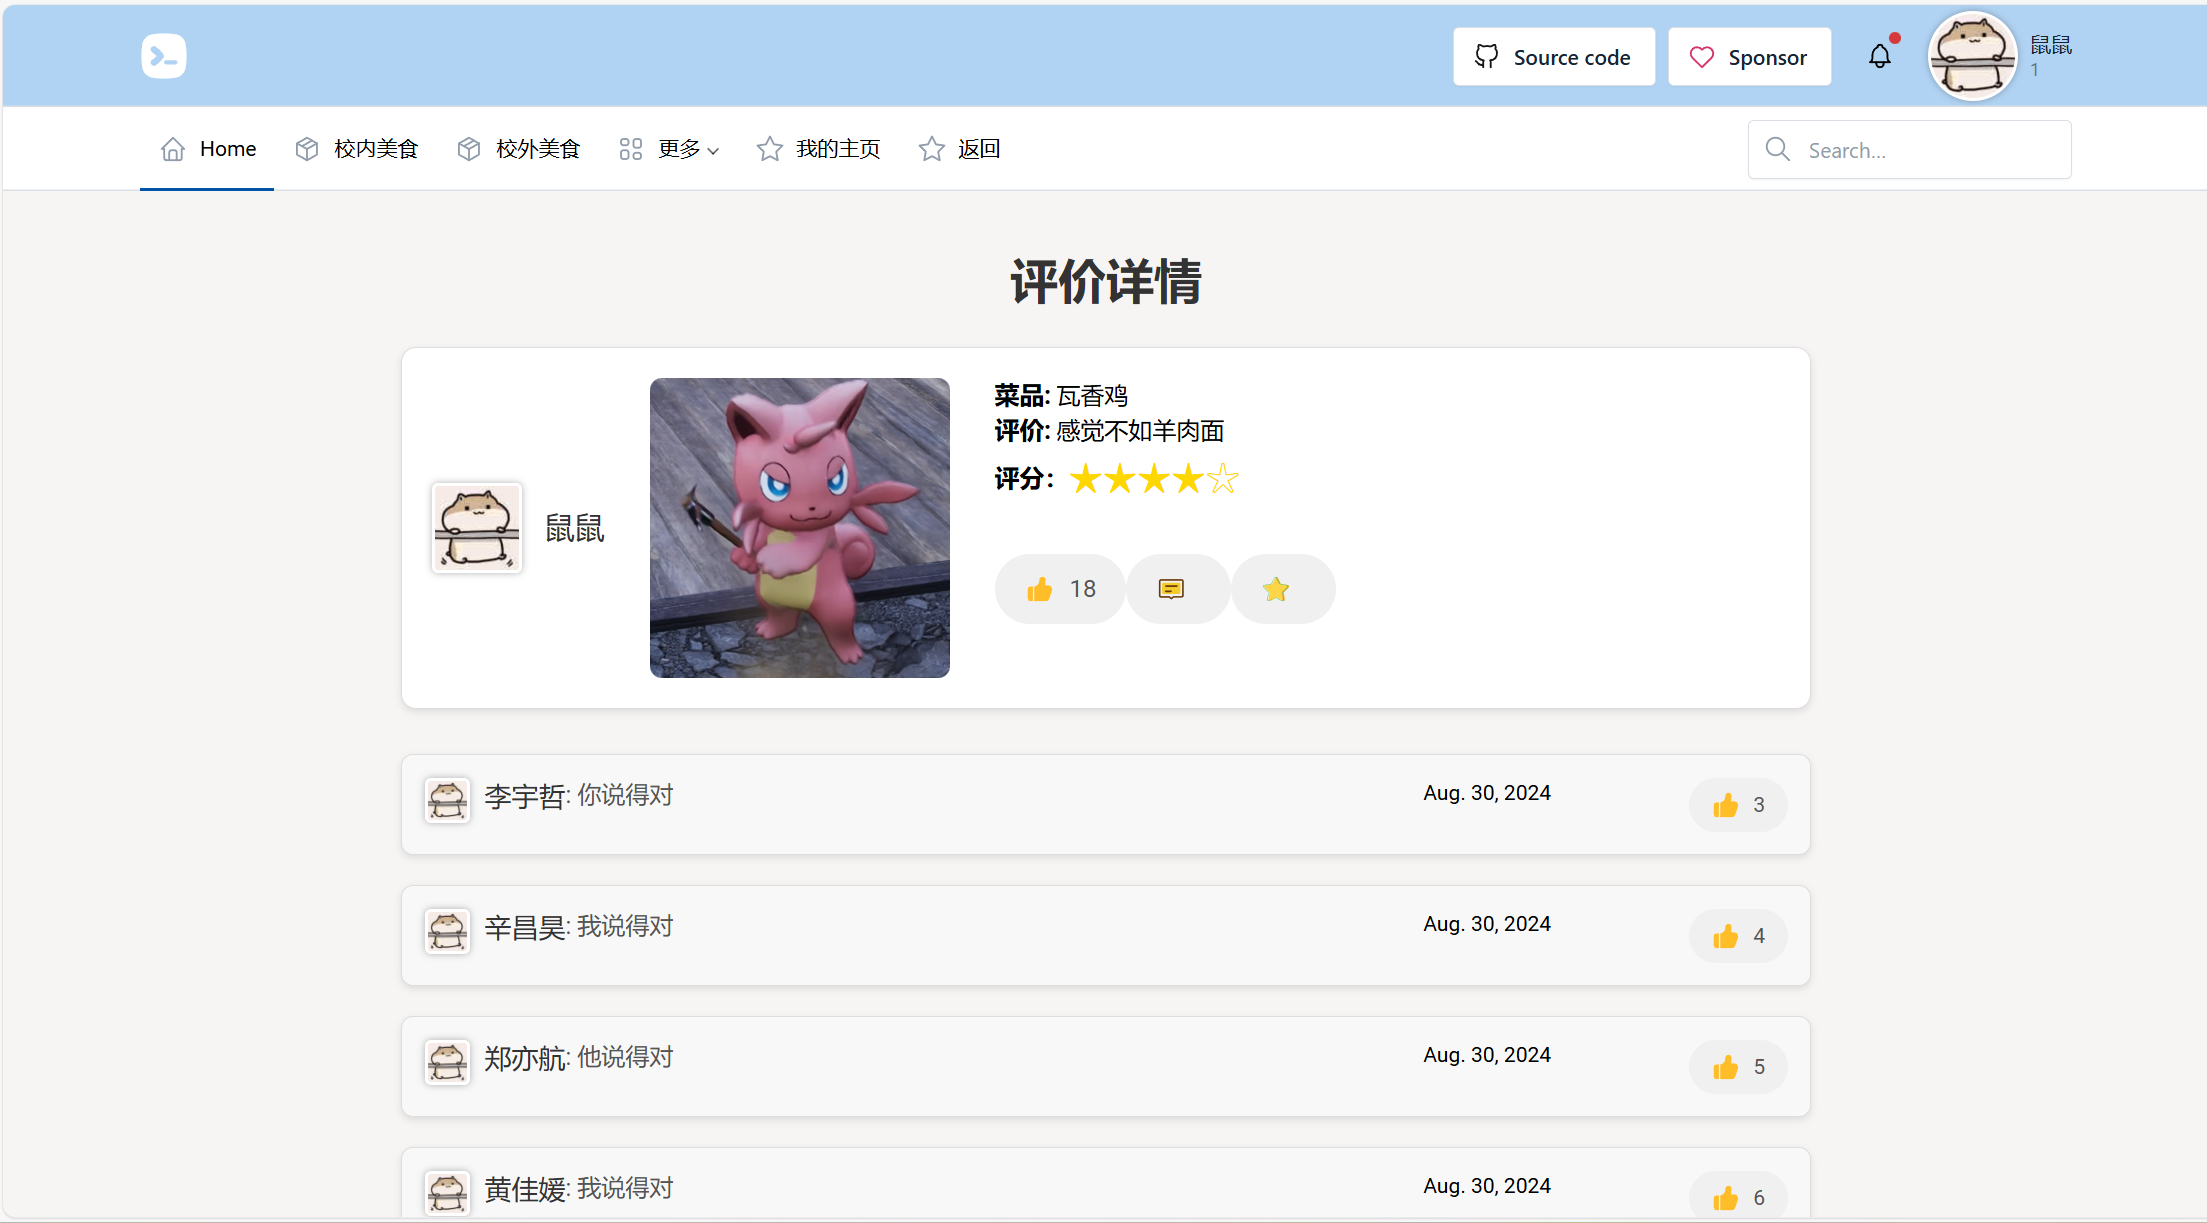 Source code
Sponsor
鼠鼠
1
Home
校内美食
校外美食
更多
我的主页
返回
Search…
评价详情
鼠鼠
菜品: 瓦香鸡
评价: 感觉不如羊肉面
评分：
18
李宇哲: 你说得对
Aug. 30, 2024
3
辛昌昊: 我说得对
Aug. 30, 2024
4
郑亦航: 他说得对
Aug. 30, 2024
5
黄佳媛: 我说得对
Aug. 30, 2024
6